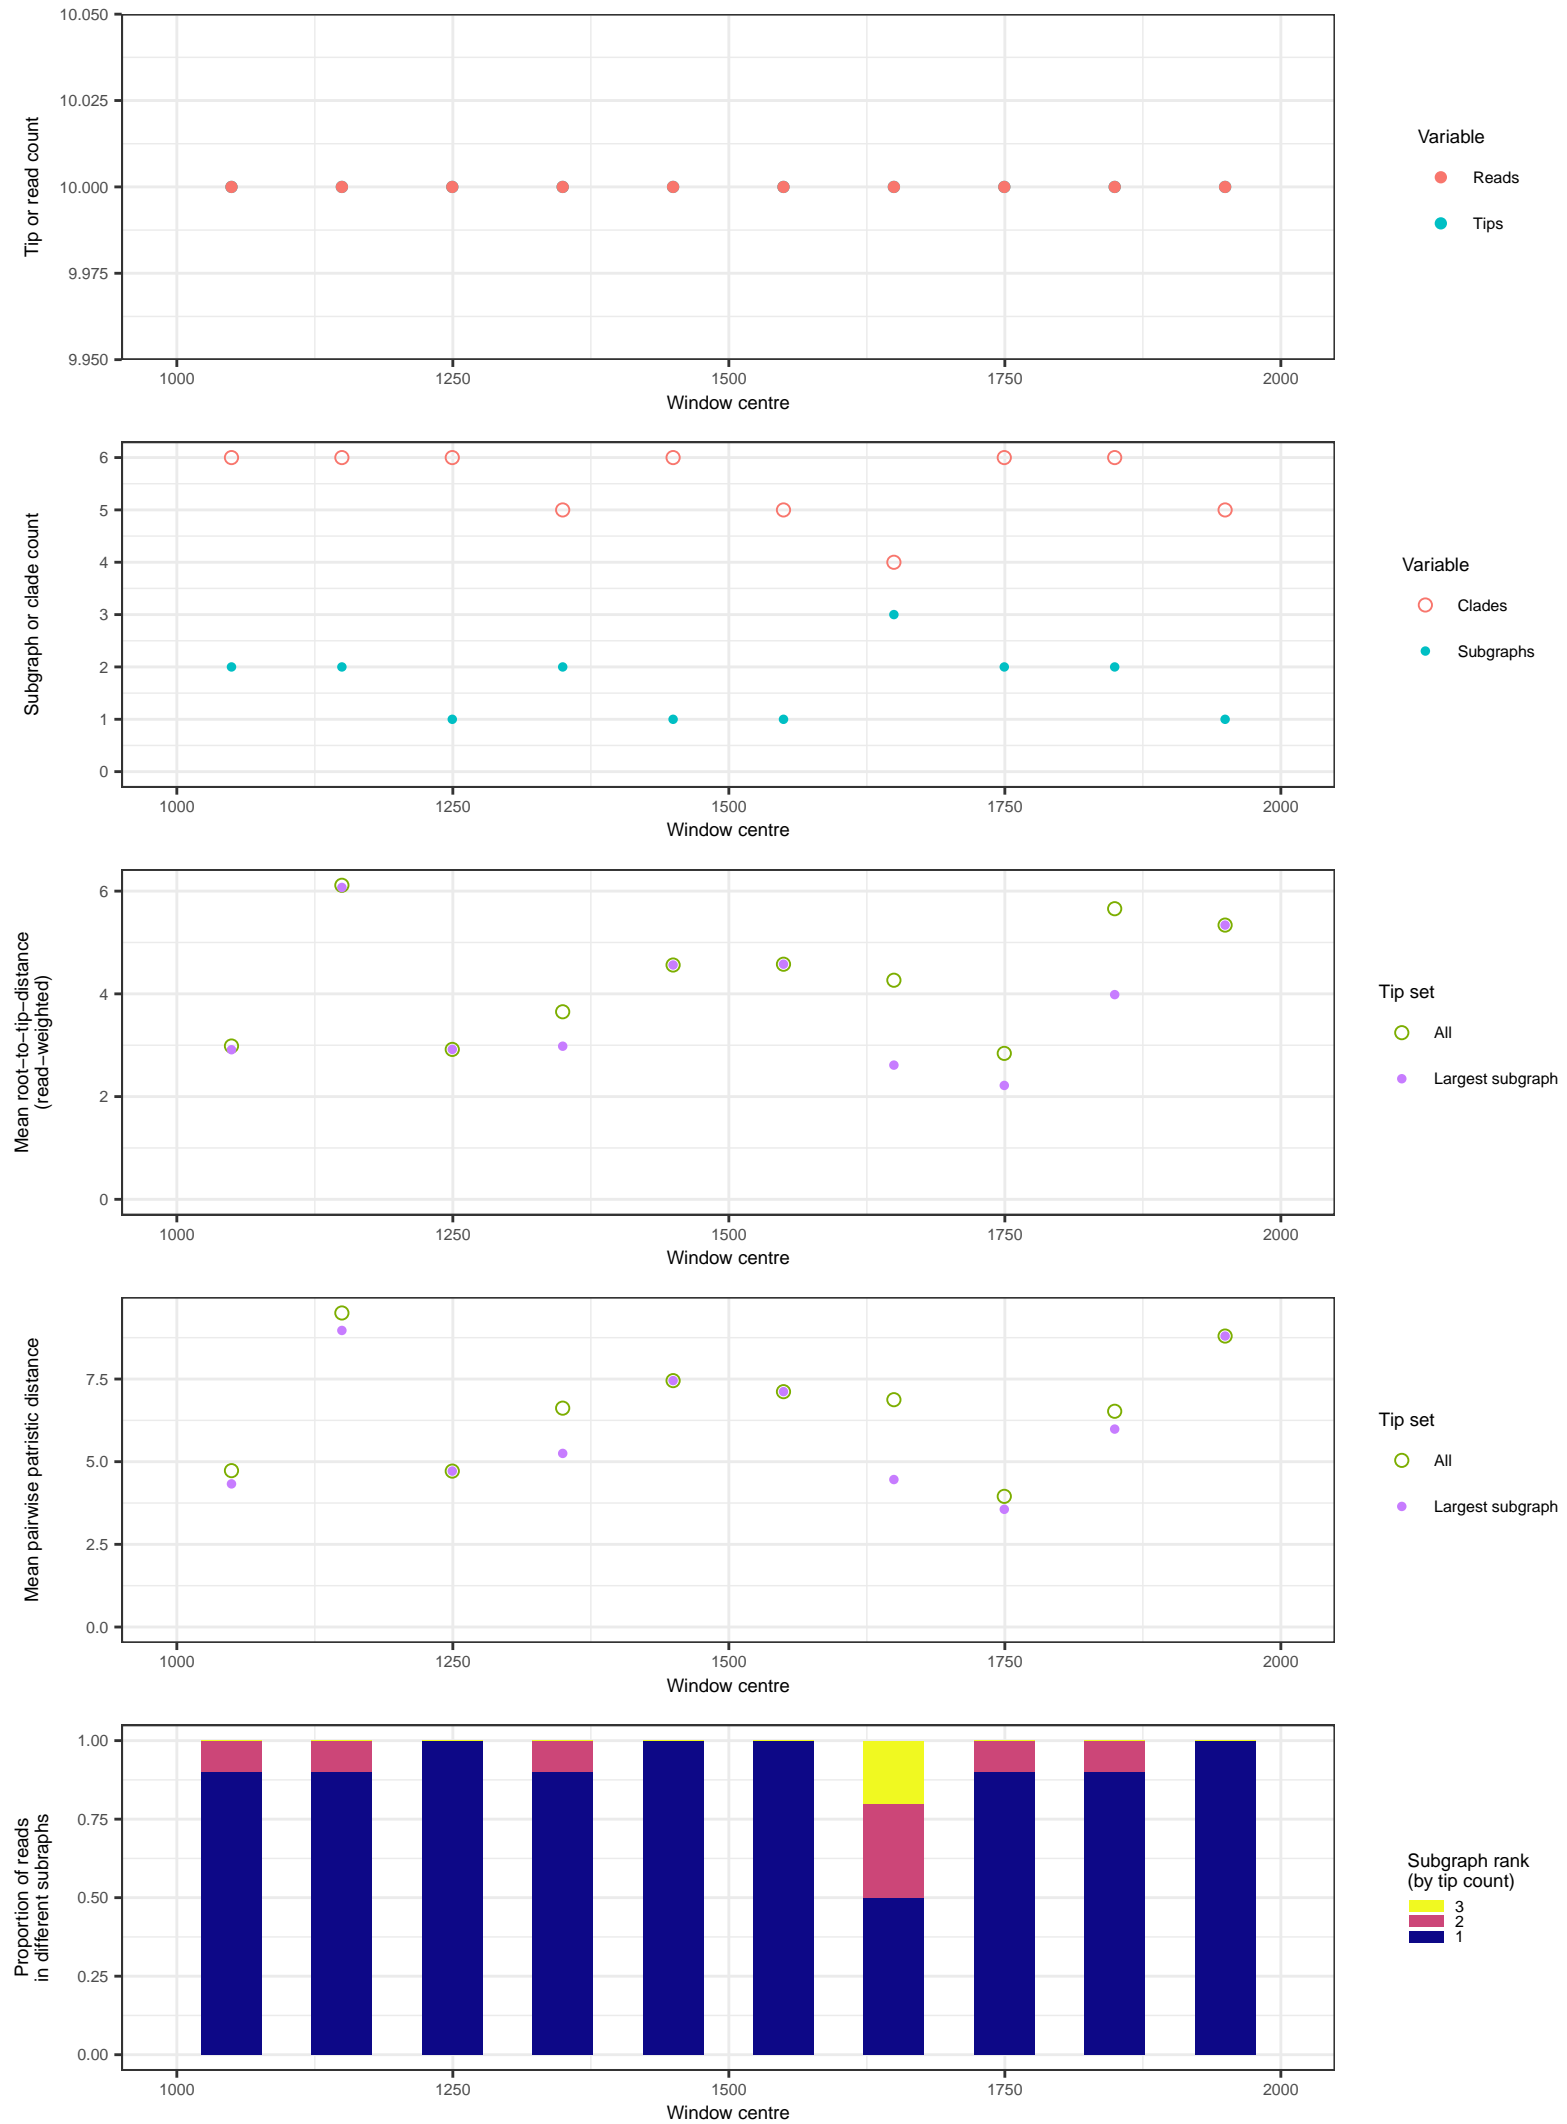 10.050
10.025
10.000
9.975
9.950
Tip or read count
1000 1250 1500 1750 2000
Window centre
Variable
Reads
Tips
6
5
4
3
2
1
0
Subgraph or clade count
1000 1250 1500 1750 2000
Window centre
Variable
Clades
Subgraphs
6
4
2
0
Mean root−to−tip−distance
(read−weighted)
1000 1250 1500 1750 2000
Window centre
Tip set
All
Largest subgraph
7.5
5.0
2.5
0.0
Mean pairwise patristic distance
1000 1250 1500 1750 2000
Window centre
Tip set
All
Largest subgraph
1.00
0.75
0.50
0.25
0.00
Proportion of reads
in different subraphs
1000 1250 1500 1750 2000
Window centre
Subgraph rank
(by tip count)
3
2
1